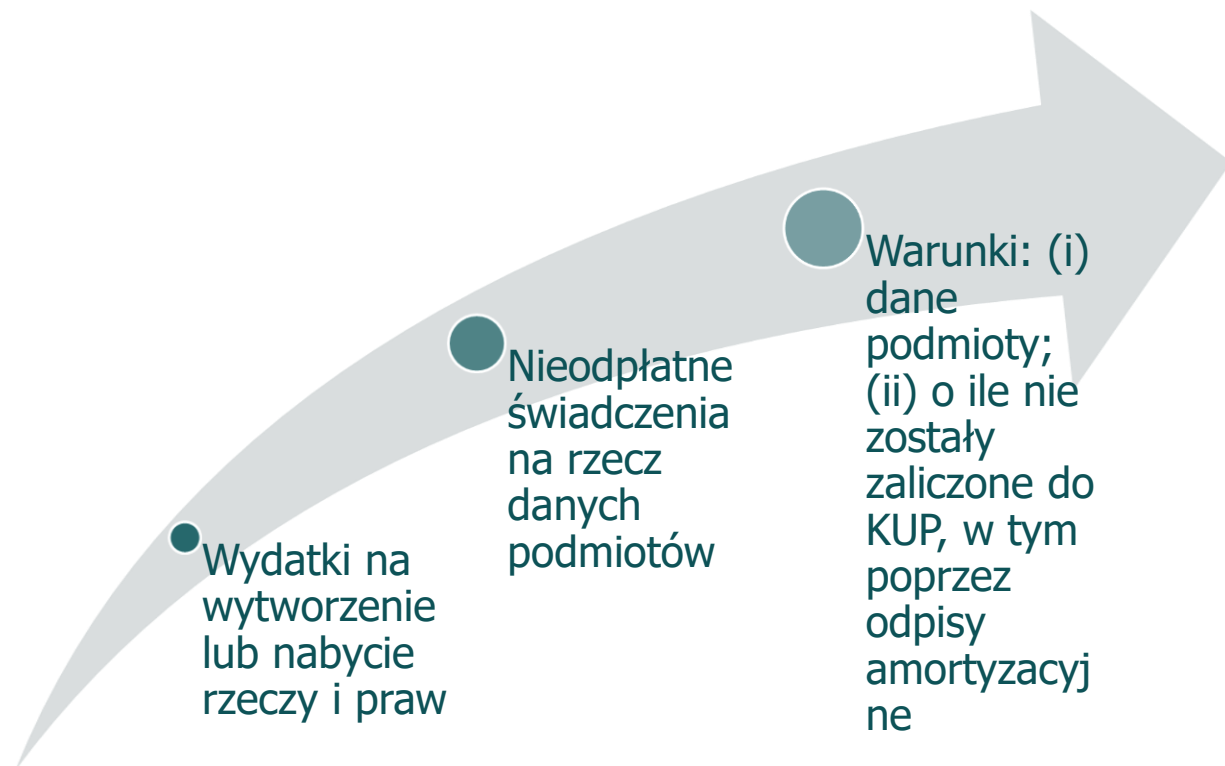 Wydatki na
wytworzenie
lub nabycie
rzeczy i praw
Nieodpłatne
świadczenia
na rzecz
danych
podmiotów
Warunki: (i)
dane
podmioty;
(ii) o ile nie
zostały
zaliczone do
KUP, w tym
poprzez
odpisy
amortyzacyj
ne